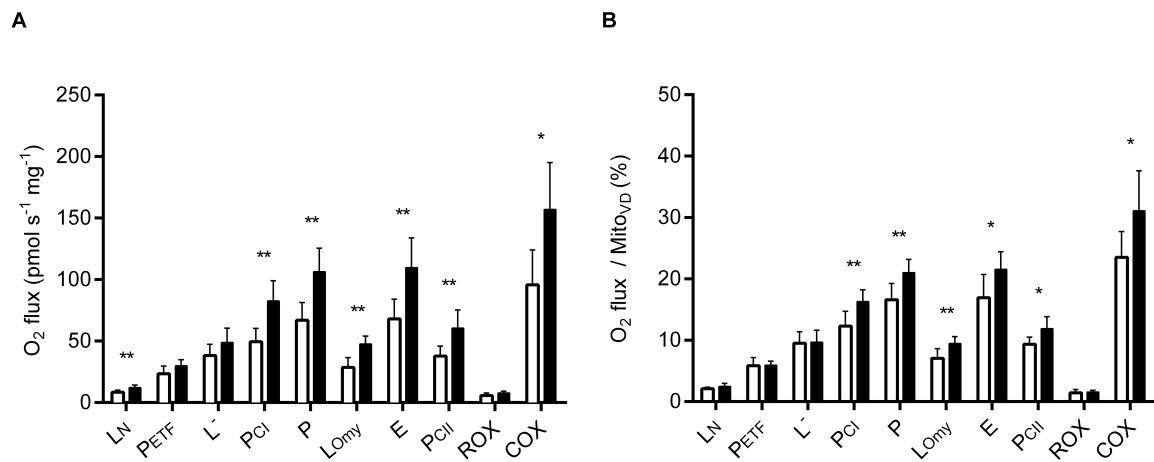 A
B
O2 flux (pmol s-1 mg-1)
250
200
150
100
50
0
**
**
**
**
**
**
*
LN
PETF
L-
PCI
P
LOmy
E
PCII
ROX
COX
O2 flux / MitoVD (%)
50
40
30
20
10
0
**
**
**
*
*
*
LN
PETF
L-
PCI
P
LOmy
E
PCII
ROX
COX